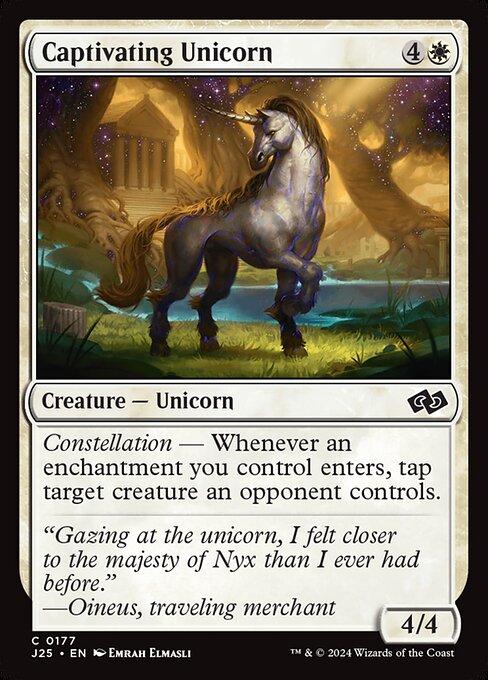 Captivating Unicorn 4
Creature — Unicorn
Constellation — Whenever an
enchantment you control enters, tap
target creature an opponent controls.
“Gazing at the unicorn, I felt closer
to the majesty of Nyx than I ever had
before.”
—Oineus, traveling merchant
4/4
C 0177
J25 • EN Emrah Elmasli
™ & © 2024 Wizards of the Coast